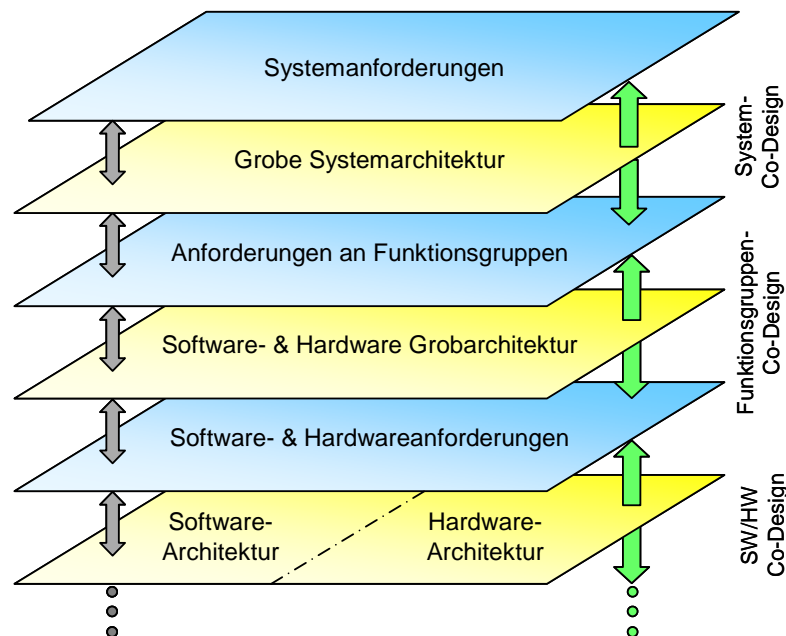 Systemanforderungen
Grobe Systemarchitektur
Anforderungen an Funktionsgruppen
Software- & Hardware Grobarchitektur
Software- & Hardwareanforderungen
Software-
Architektur
Hardware-
Architektur
System-
Co-Design
Funktionsgruppen-
Co-Design
SW/HW
Co-Design